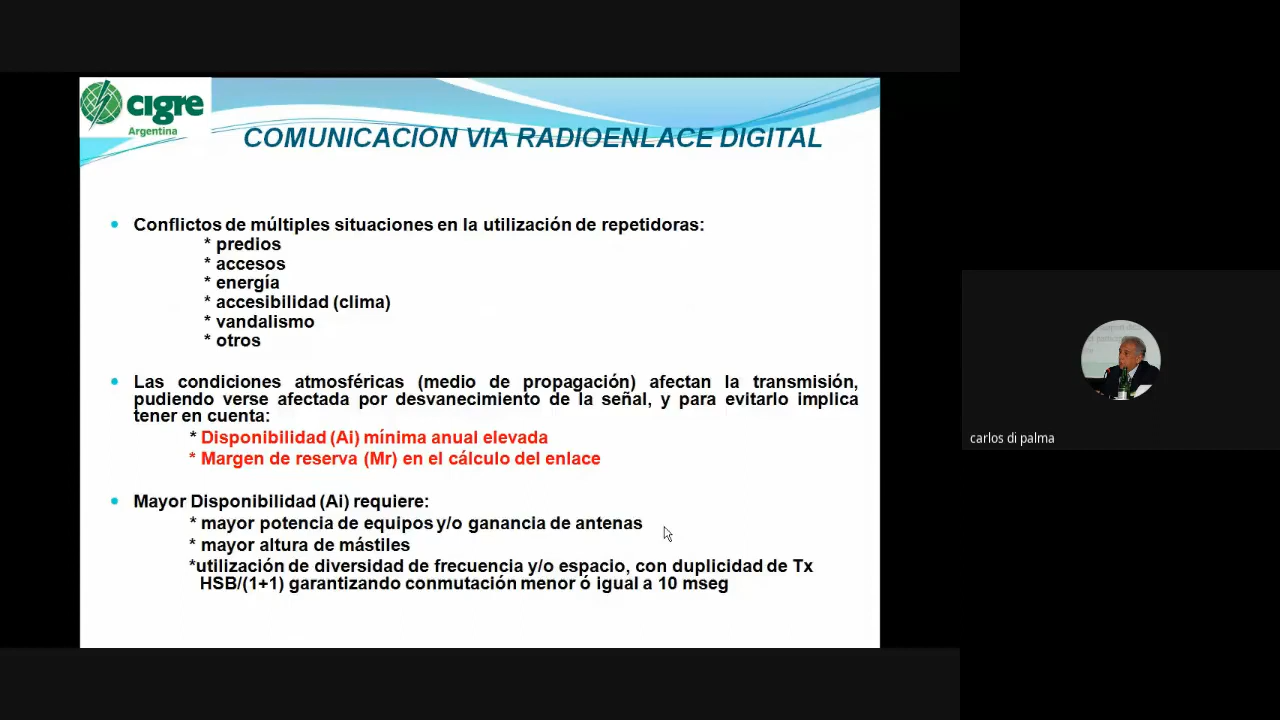 cigre
Argentina
COMUNICACION VIA RADIOENLACE DIGITAL
• Conflictos de múltiples situaciones en la utilización de repetidoras:
* predios
* accesos
* energía
* accesibilidad (clima)
* vandalismo
* otros
• Las condiciones atmosféricas (medio de propagación) afectan la transmisión,
pudiendo verse afectada por desvanecimiento de la señal, y para evitarlo implica
tener en cuenta:
* Disponibilidad (Ai) mínima anual elevada
* Margen de reserva (Mr) en el cálculo del enlace
• Mayor Disponibilidad (Ai) requiere:
* mayor potencia de equipos y/o ganancia de antenas
* mayor altura de mástiles
*utilización de diversidad de frecuencia y/o espacio, con duplicidad de Tx
HSB/(1+1) garantizando conmutación menor ó igual a 10 mseg
carlos di palma